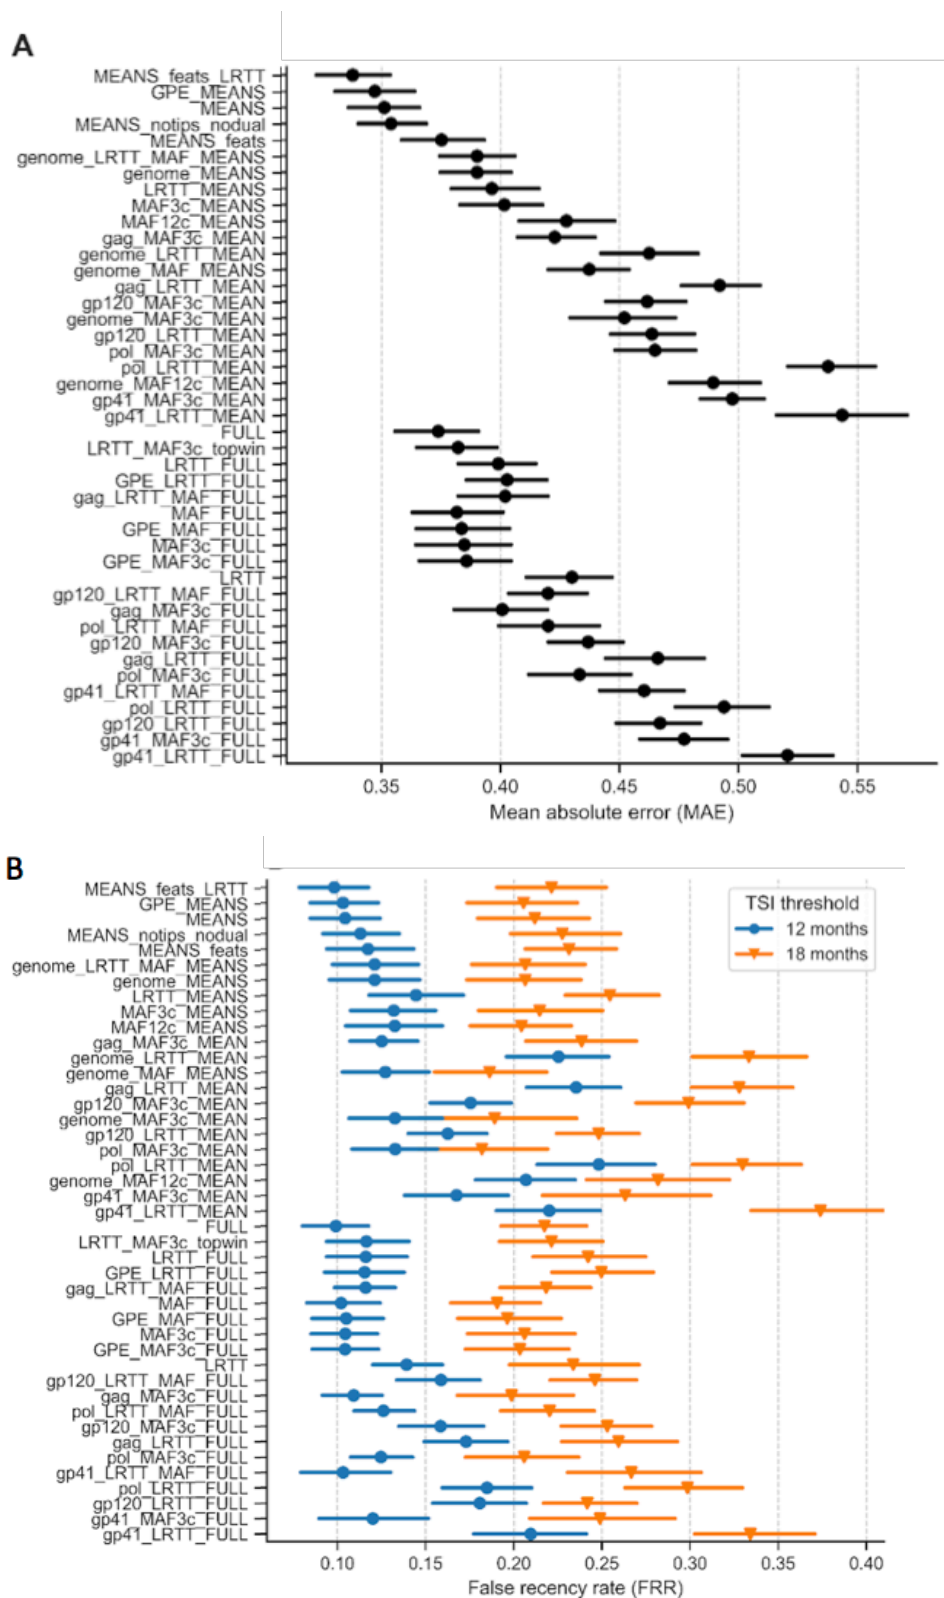 A
MEANS_feats_LRTT
GPE_MEANS
MEANS
MEANS_notips_nodual
MEANS_feats
genome_LRTT_MAF_MEANS
genome_MEANS
LRTT_MEANS
MAF3c_MEANS
MAF12c_MEANS
gag_MAF3c_MEAN
genome_LRTT_MEAN
genome_MAF_MEANS
gag_LRTT_MEAN
gp120_MAF3c_MEAN
genome_MAF3c_MEAN
gp120_LRTT_MEAN
pol_MAF3c_MEAN
pol_LRTT_MEAN
genome_MAF12c_MEAN
gp41_MAF3c_MEAN
gp41_LRTT_MEAN
FULL
LRTT_MAF3c_topwin
LRTT_FULL
GPE_LRTT_FULL
gag_LRTT_MAF_FULL
MAF_FULL
GPE_MAF_FULL
MAF3c_FULL
GPE_MAF3c_FULL
LRTT
gp120_LRTT_MAF_FULL
gag_MAF3c_FULL
pol_LRTT_MAF_FULL
gp120_MAF3c_FULL
gag_LRTT_FULL
pol_MAF3c_FULL
gp41_LRTT_MAF_FULL
pol_LRTT_FULL
gp120_LRTT_FULL
gp41_MAF3c_FULL
gp41_LRTT_FULL
0.35 0.40 0.45 0.50 0.55
Mean absolute error (MAE)
B
MEANS_feats_LRTT
GPE_MEANS
MEANS
MEANS_notips_nodual
MEANS_feats
genome_LRTT_MAF_MEANS
genome_MEANS
LRTT_MEANS
MAF3c_MEANS
MAF12c_MEANS
gag_MAF3c_MEAN
genome_LRTT_MEAN
genome_MAF_MEANS
gag_LRTT_MEAN
gp120_MAF3c_MEAN
genome_MAF3c_MEAN
gp120_LRTT_MEAN
pol_MAF3c_MEAN
pol_LRTT_MEAN
genome_MAF12c_MEAN
gp41_MAF3c_MEAN
gp41_LRTT_MEAN
FULL
LRTT_MAF3c_topwin
LRTT_FULL
GPE_LRTT_FULL
gag_LRTT_MAF_FULL
MAF_FULL
GPE_MAF_FULL
MAF3c_FULL
GPE_MAF3c_FULL
LRTT
gp120_LRTT_MAF_FULL
gag_MAF3c_FULL
pol_LRTT_MAF_FULL
gp120_MAF3c_FULL
gag_LRTT_FULL
pol_MAF3c_FULL
gp41_LRTT_MAF_FULL
pol_LRTT_FULL
gp120_LRTT_FULL
gp41_MAF3c_FULL
gp41_LRTT_FULL
TSI threshold
12 months
18 months
0.10 0.15 0.20 0.25 0.30 0.35 0.40
False recency rate (FRR)